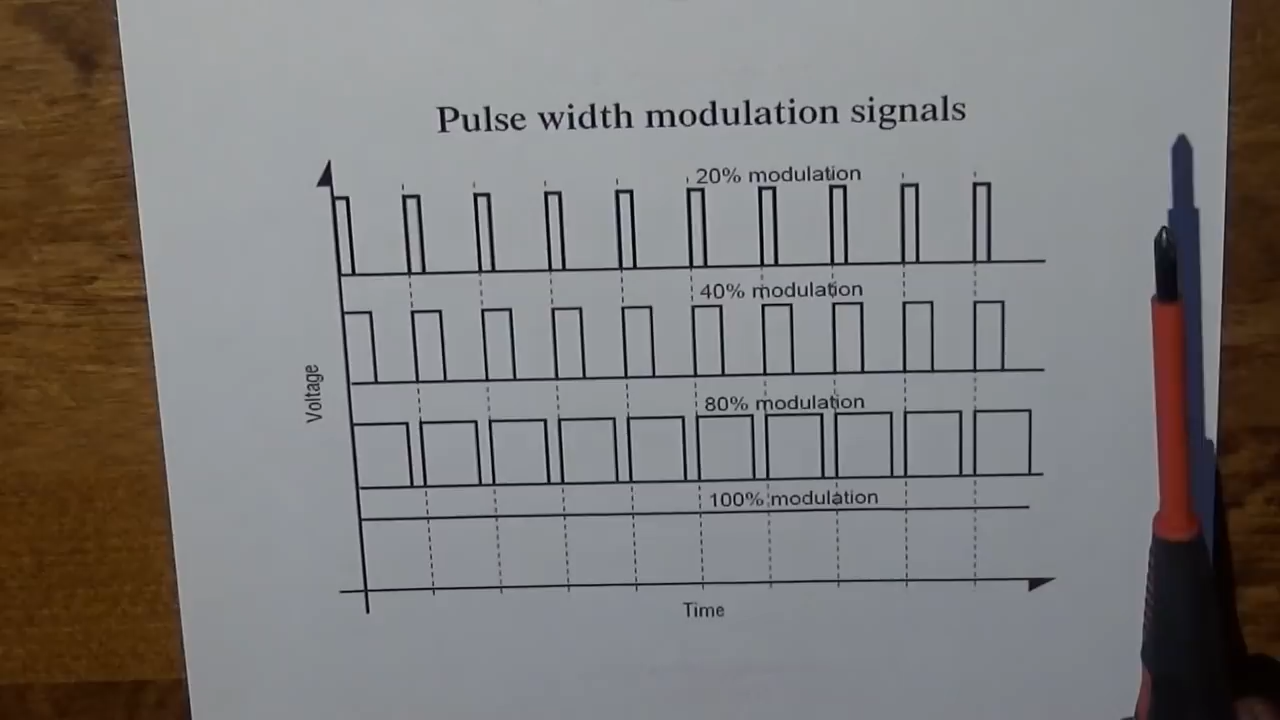 Pulse width modulation signals
20% modulation
40% modulation
Voltage
80% modulation
100% modulation
Time